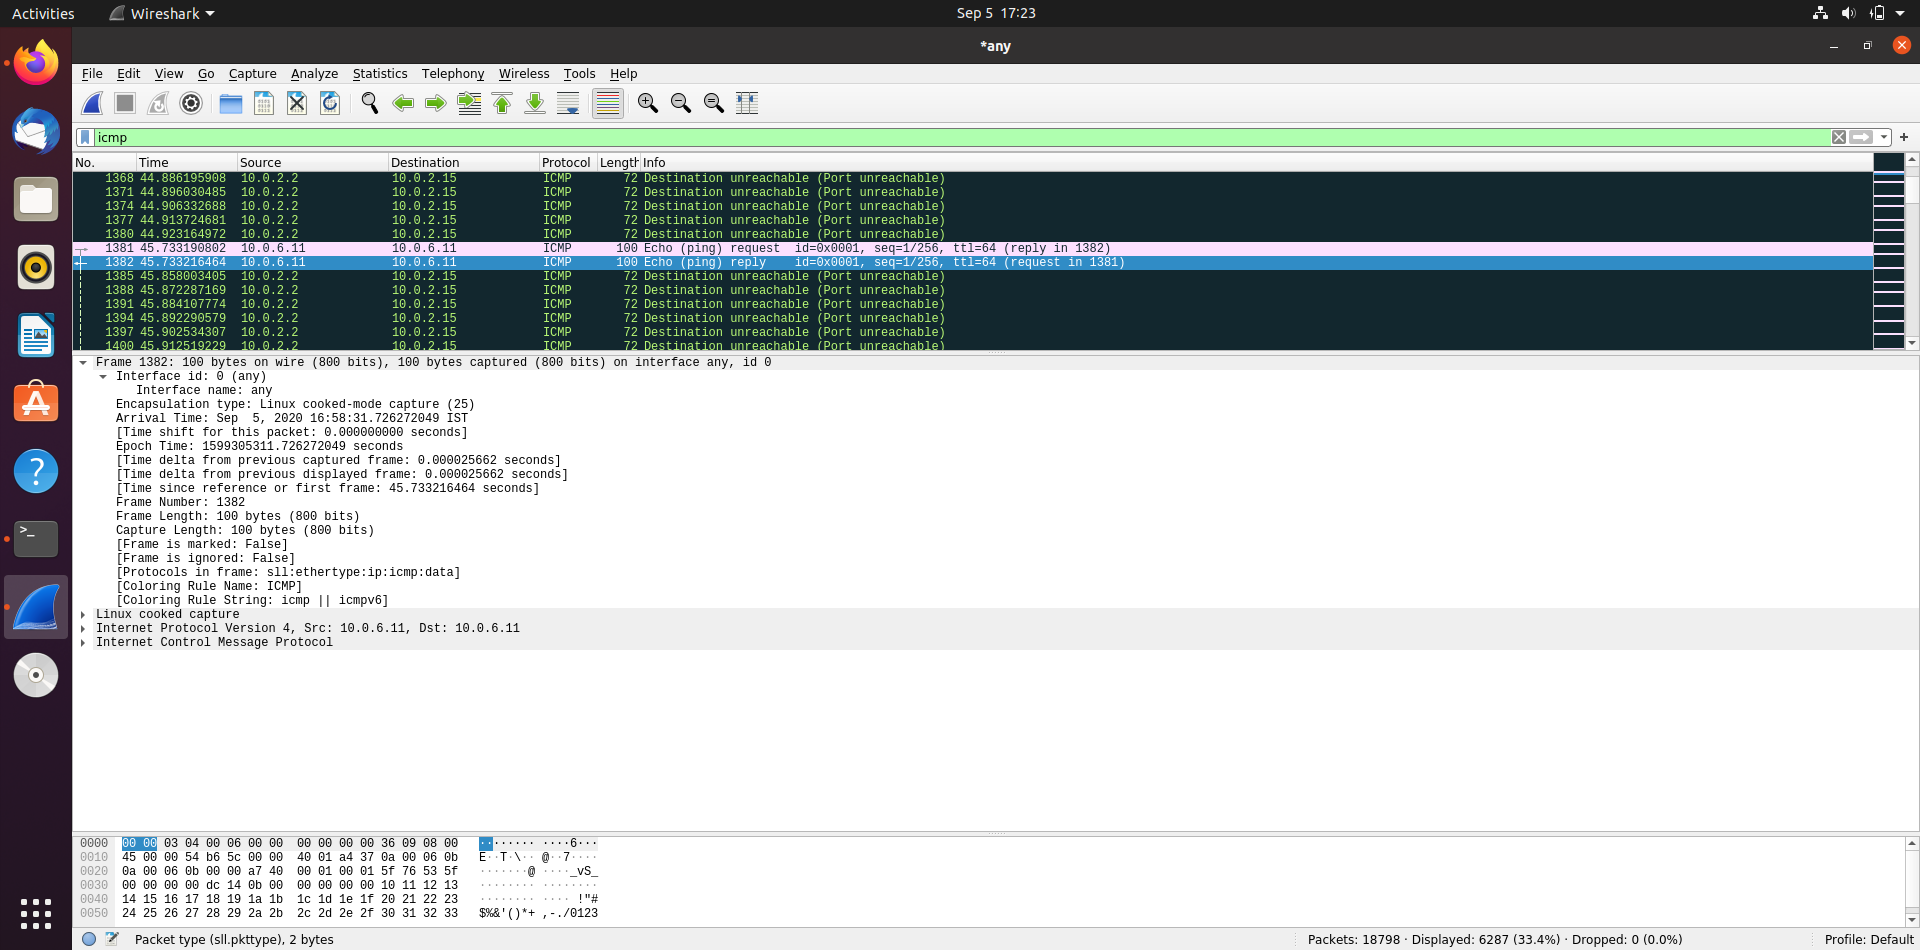 Activities Wireshark Sep 5 17:23
*any
File Edit View Go Capture Analyze Statistics Telephony Wireless Tools Help
icmp
No. Time Source Destination Protocol Length Info
1368 44.886195908 10.0.2.2 10.0.2.15 ICMP 72 Destination unreachable (Port unreachable)
1371 44.896030485 10.0.2.2 10.0.2.15 ICMP 72 Destination unreachable (Port unreachable)
1374 44.906332688 10.0.2.2 10.0.2.15 ICMP 72 Destination unreachable (Port unreachable)
1377 44.913724681 10.0.2.2 10.0.2.15 ICMP 72 Destination unreachable (Port unreachable)
1380 44.923164972 10.0.2.2 10.0.2.15 ICMP 72 Destination unreachable (Port unreachable)
1381 45.733190802 10.0.6.11 10.0.6.11 ICMP 100 Echo (ping) request id=0x0001, seq=1/256, ttl=64 (reply in 1382)
1382 45.733216464 10.0.6.11 10.0.6.11 ICMP 100 Echo (ping) reply id=0x0001, seq=1/256, ttl=64 (request in 1381)
1385 45.858003405 10.0.2.2 10.0.2.15 ICMP 72 Destination unreachable (Port unreachable)
1388 45.872287169 10.0.2.2 10.0.2.15 ICMP 72 Destination unreachable (Port unreachable)
1391 45.884107774 10.0.2.2 10.0.2.15 ICMP 72 Destination unreachable (Port unreachable)
1394 45.892290579 10.0.2.2 10.0.2.15 ICMP 72 Destination unreachable (Port unreachable)
1397 45.902534307 10.0.2.2 10.0.2.15 ICMP 72 Destination unreachable (Port unreachable)
1400 45.912519229 10.0.2.2 10.0.2.15 ICMP 72 Destination unreachable (Port unreachable)
Frame 1382: 100 bytes on wire (800 bits), 100 bytes captured (800 bits) on interface any, id 0
Interface id: 0 (any)
Interface name: any
Encapsulation type: Linux cooked-mode capture (25)
Arrival Time: Sep  5, 2020 16:58:31.726272049 IST
[Time shift for this packet: 0.000000000 seconds]
Epoch Time: 1599305311.726272049 seconds
[Time delta from previous captured frame: 0.000025662 seconds]
[Time delta from previous displayed frame: 0.000025662 seconds]
[Time since reference or first frame: 45.733216464 seconds]
Frame Number: 1382
Frame Length: 100 bytes (800 bits)
Capture Length: 100 bytes (800 bits)
[Frame is marked: False]
[Frame is ignored: False]
[Protocols in frame: sll:ethertype:ip:icmp:data]
[Coloring Rule Name: ICMP]
[Coloring Rule String: icmp || icmpv6]
Linux cooked capture
Internet Protocol Version 4, Src: 10.0.6.11, Dst: 10.0.6.11
Internet Control Message Protocol
0000 00 00 03 04 00 06 00 00 00 00 00 00 36 09 08 00 ········ ····6···
0010 45 00 00 54 b6 5c 00 00 40 01 a4 37 0a 00 06 0b E··T·\·· @··7····
0020 0a 00 06 0b 00 00 a7 40 00 01 00 01 5f 76 53 5f ·······@ ····_vS_
0030 00 00 00 00 dc 14 0b 00 00 00 00 00 10 11 12 13 ········ ········
0040 14 15 16 17 18 19 1a 1b 1c 1d 1e 1f 20 21 22 23 ········ ···· !"#
0050 24 25 26 27 28 29 2a 2b 2c 2d 2e 2f 30 31 32 33 $%&'()*+ ,-./0123
Packet type (sll.pkttype), 2 bytes Packets: 18798 · Displayed: 6287 (33.4%) · Dropped: 0 (0.0%) Profile: Default